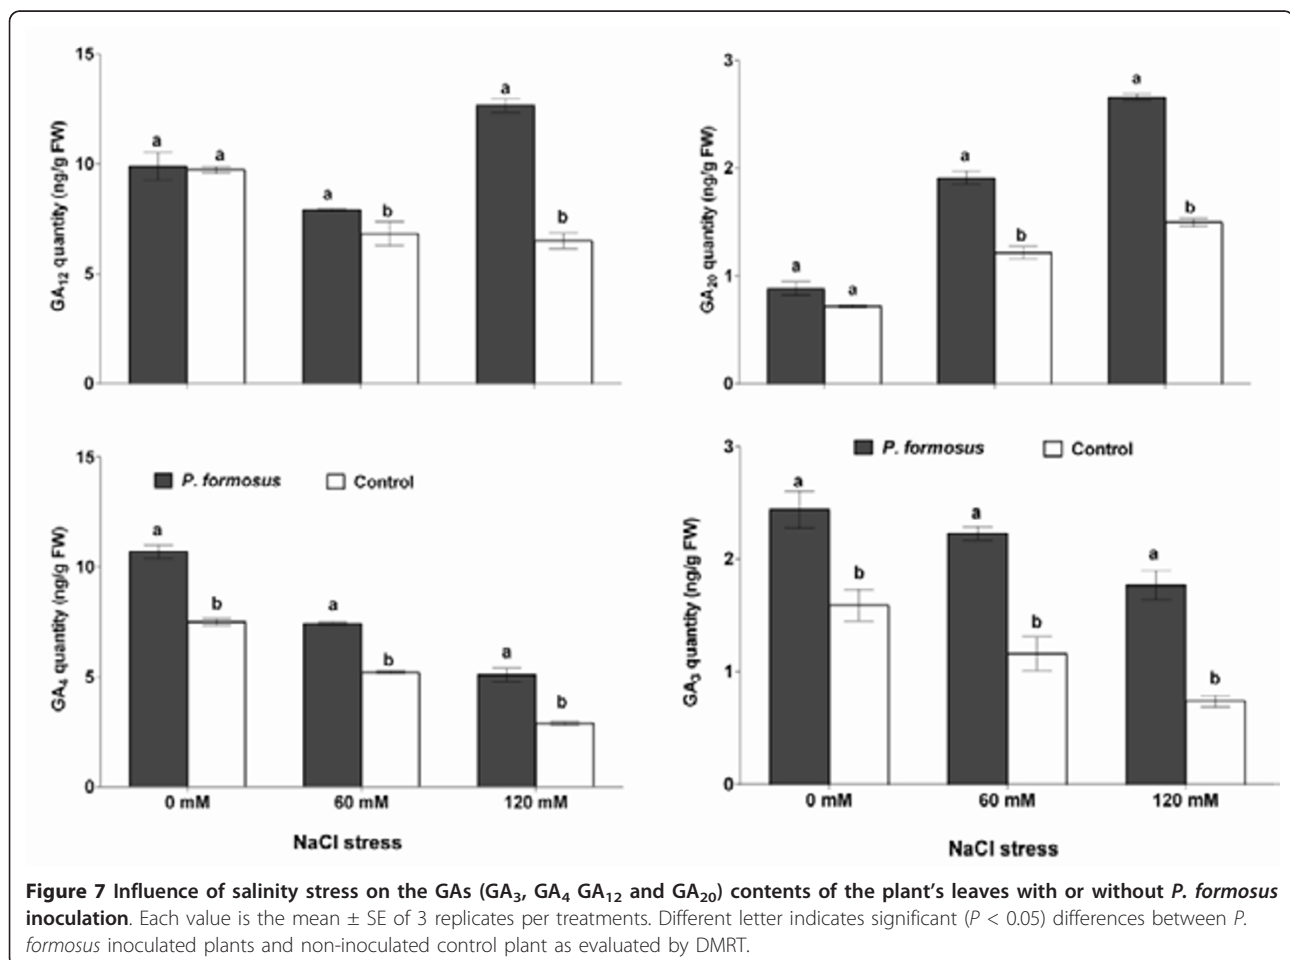 15
10
5
0
GA12 quantity (ng/g FW)
a
a
a
b
a
b
3
2
1
0
GA20 quantity (ng/g FW)
a
a
a
b
a
b
15
10
5
0
GA4 quantity (ng/g FW)
P. formosus
Control
a
b
a
b
a
b
0 mM
60 mM
120 mM
NaCl stress
3
2
1
0
GA3 quantity (ng/g FW)
P. formosus
Control
a
b
a
b
a
b
0 mM
60 mM
120 mM
NaCl stress
Figure 7 Influence of salinity stress on the GAs (GA3, GA4 GA12 and GA20) contents of the plant's leaves with or without P. formosus
inoculation. Each value is the mean ± SE of 3 replicates per treatments. Different letter indicates significant (P < 0.05) differences between P.
formosus inoculated plants and non-inoculated control plant as evaluated by DMRT.